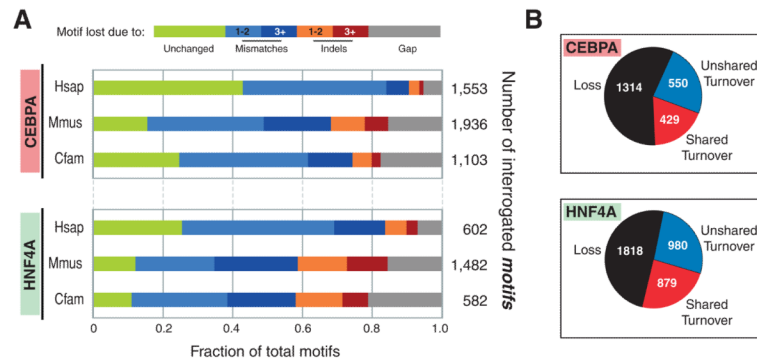 A
Motif lost due to:
1-2 3+ 1-2 3+
Unchanged Mismatches Indels Gap
CEBPA
Hsap 1,553
Mmus 1,936
Cfam 1,103
HNF4A
Hsap 602
Mmus 1,482
Cfam 582
0 0.2 0.4 0.6 0.8 1.0
Fraction of total motifs
Number of interrogated motifs
B
CEBPA
Loss
1314
550
Unshared
Turnover
429
Shared
Turnover
HNF4A
Loss
1818
980
Unshared
Turnover
879
Shared
Turnover